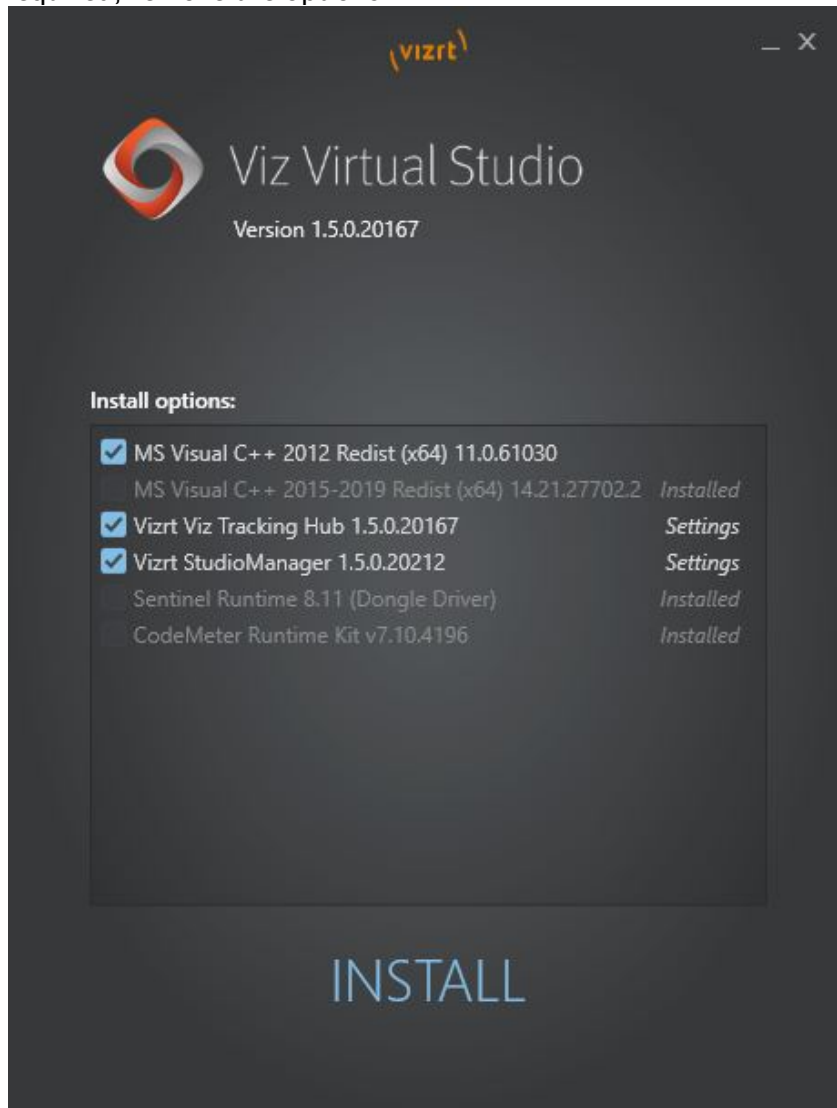 (vizrt)
Viz Virtual Studio
Version 1.5.0.20167
Install options:
MS Visual C++ 2012 Redist (x64) 11.0.61030
MS Visual C++ 2015-2019 Redist (x64) 14.21.27702.2 Installed
Vizrt Viz Tracking Hub 1.5.0.20167 Settings
Vizrt StudioManager 1.5.0.20212 Settings
Sentinel Runtime 8.11 (Dongle Driver) Installed
CodeMeter Runtime Kit v7.10.4196 Installed
INSTALL